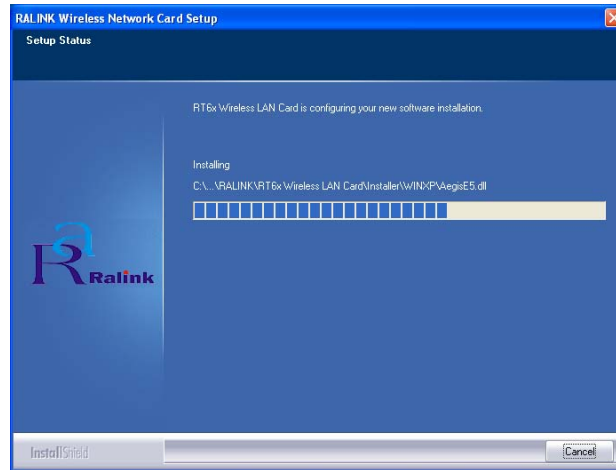 RALINK Wireless Network Card Setup
Setup Status
RT6x Wireless LAN Card is configuring your new software installation.
Installing
C:\...\RALINK\RT6x Wireless LAN Card\Installer\WINXP\AegisE5.dll
Ra
Ralink
InstallShield
Cancel